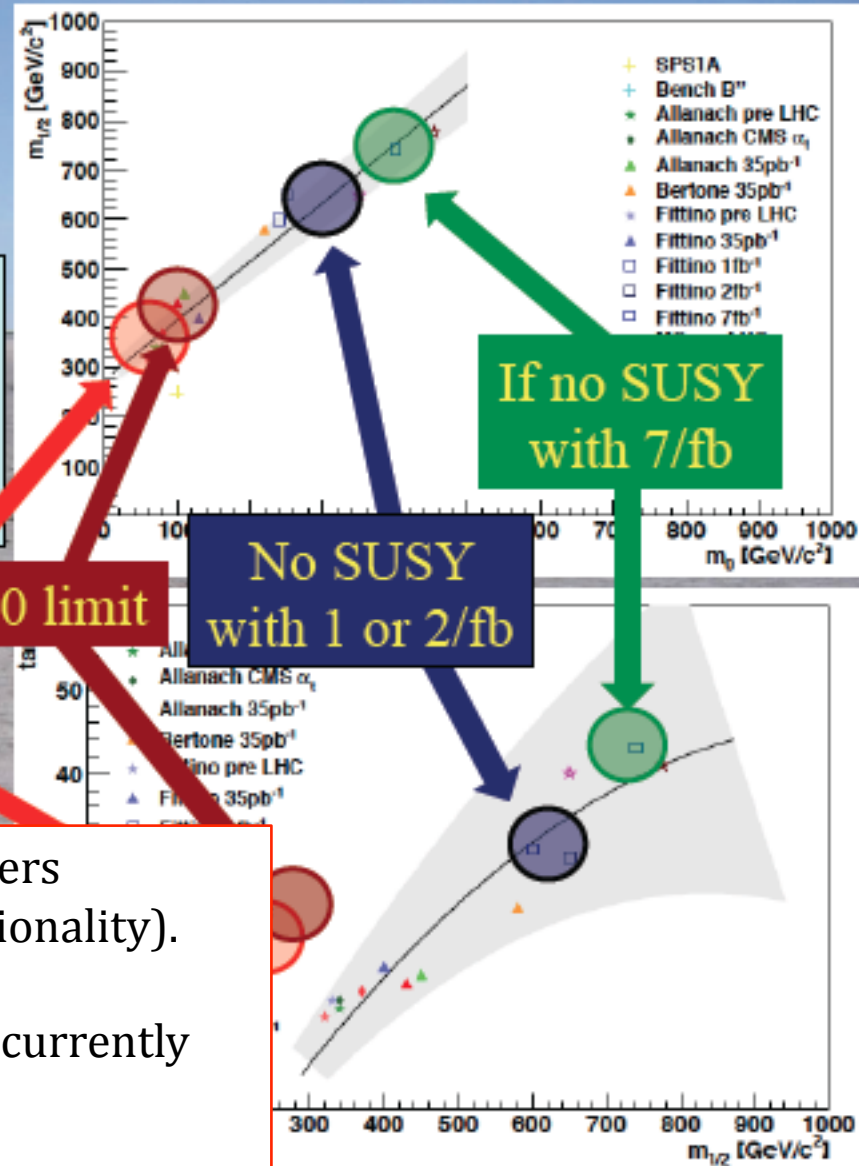 m1/2 [GeV/c²]
1000
900
800
700
600
500
400
300
100
SPS1A
Bench B"
Allanach pre LHC
Allanach CMS αt
Allanach 35pb⁻¹
Bertone 35pb⁻¹
Fittino pre LHC
Fittino 35pb⁻¹
Fittino 1fb⁻¹
Fittino 2fb⁻¹
Fittino 7fb⁻¹
If no SUSY
with 7/fb
800 900 1000
m0 [GeV/c²]
No SUSY
with 1 or 2/fb
0 limit
50
40
Allanach CMS αt
Allanach 35pb⁻¹
Bertone 35pb⁻¹
pre LHC
35pb⁻¹
ers
ionality).
currently
300 400 500 600 700 800 900 1000
m1/2 [GeV/c²]